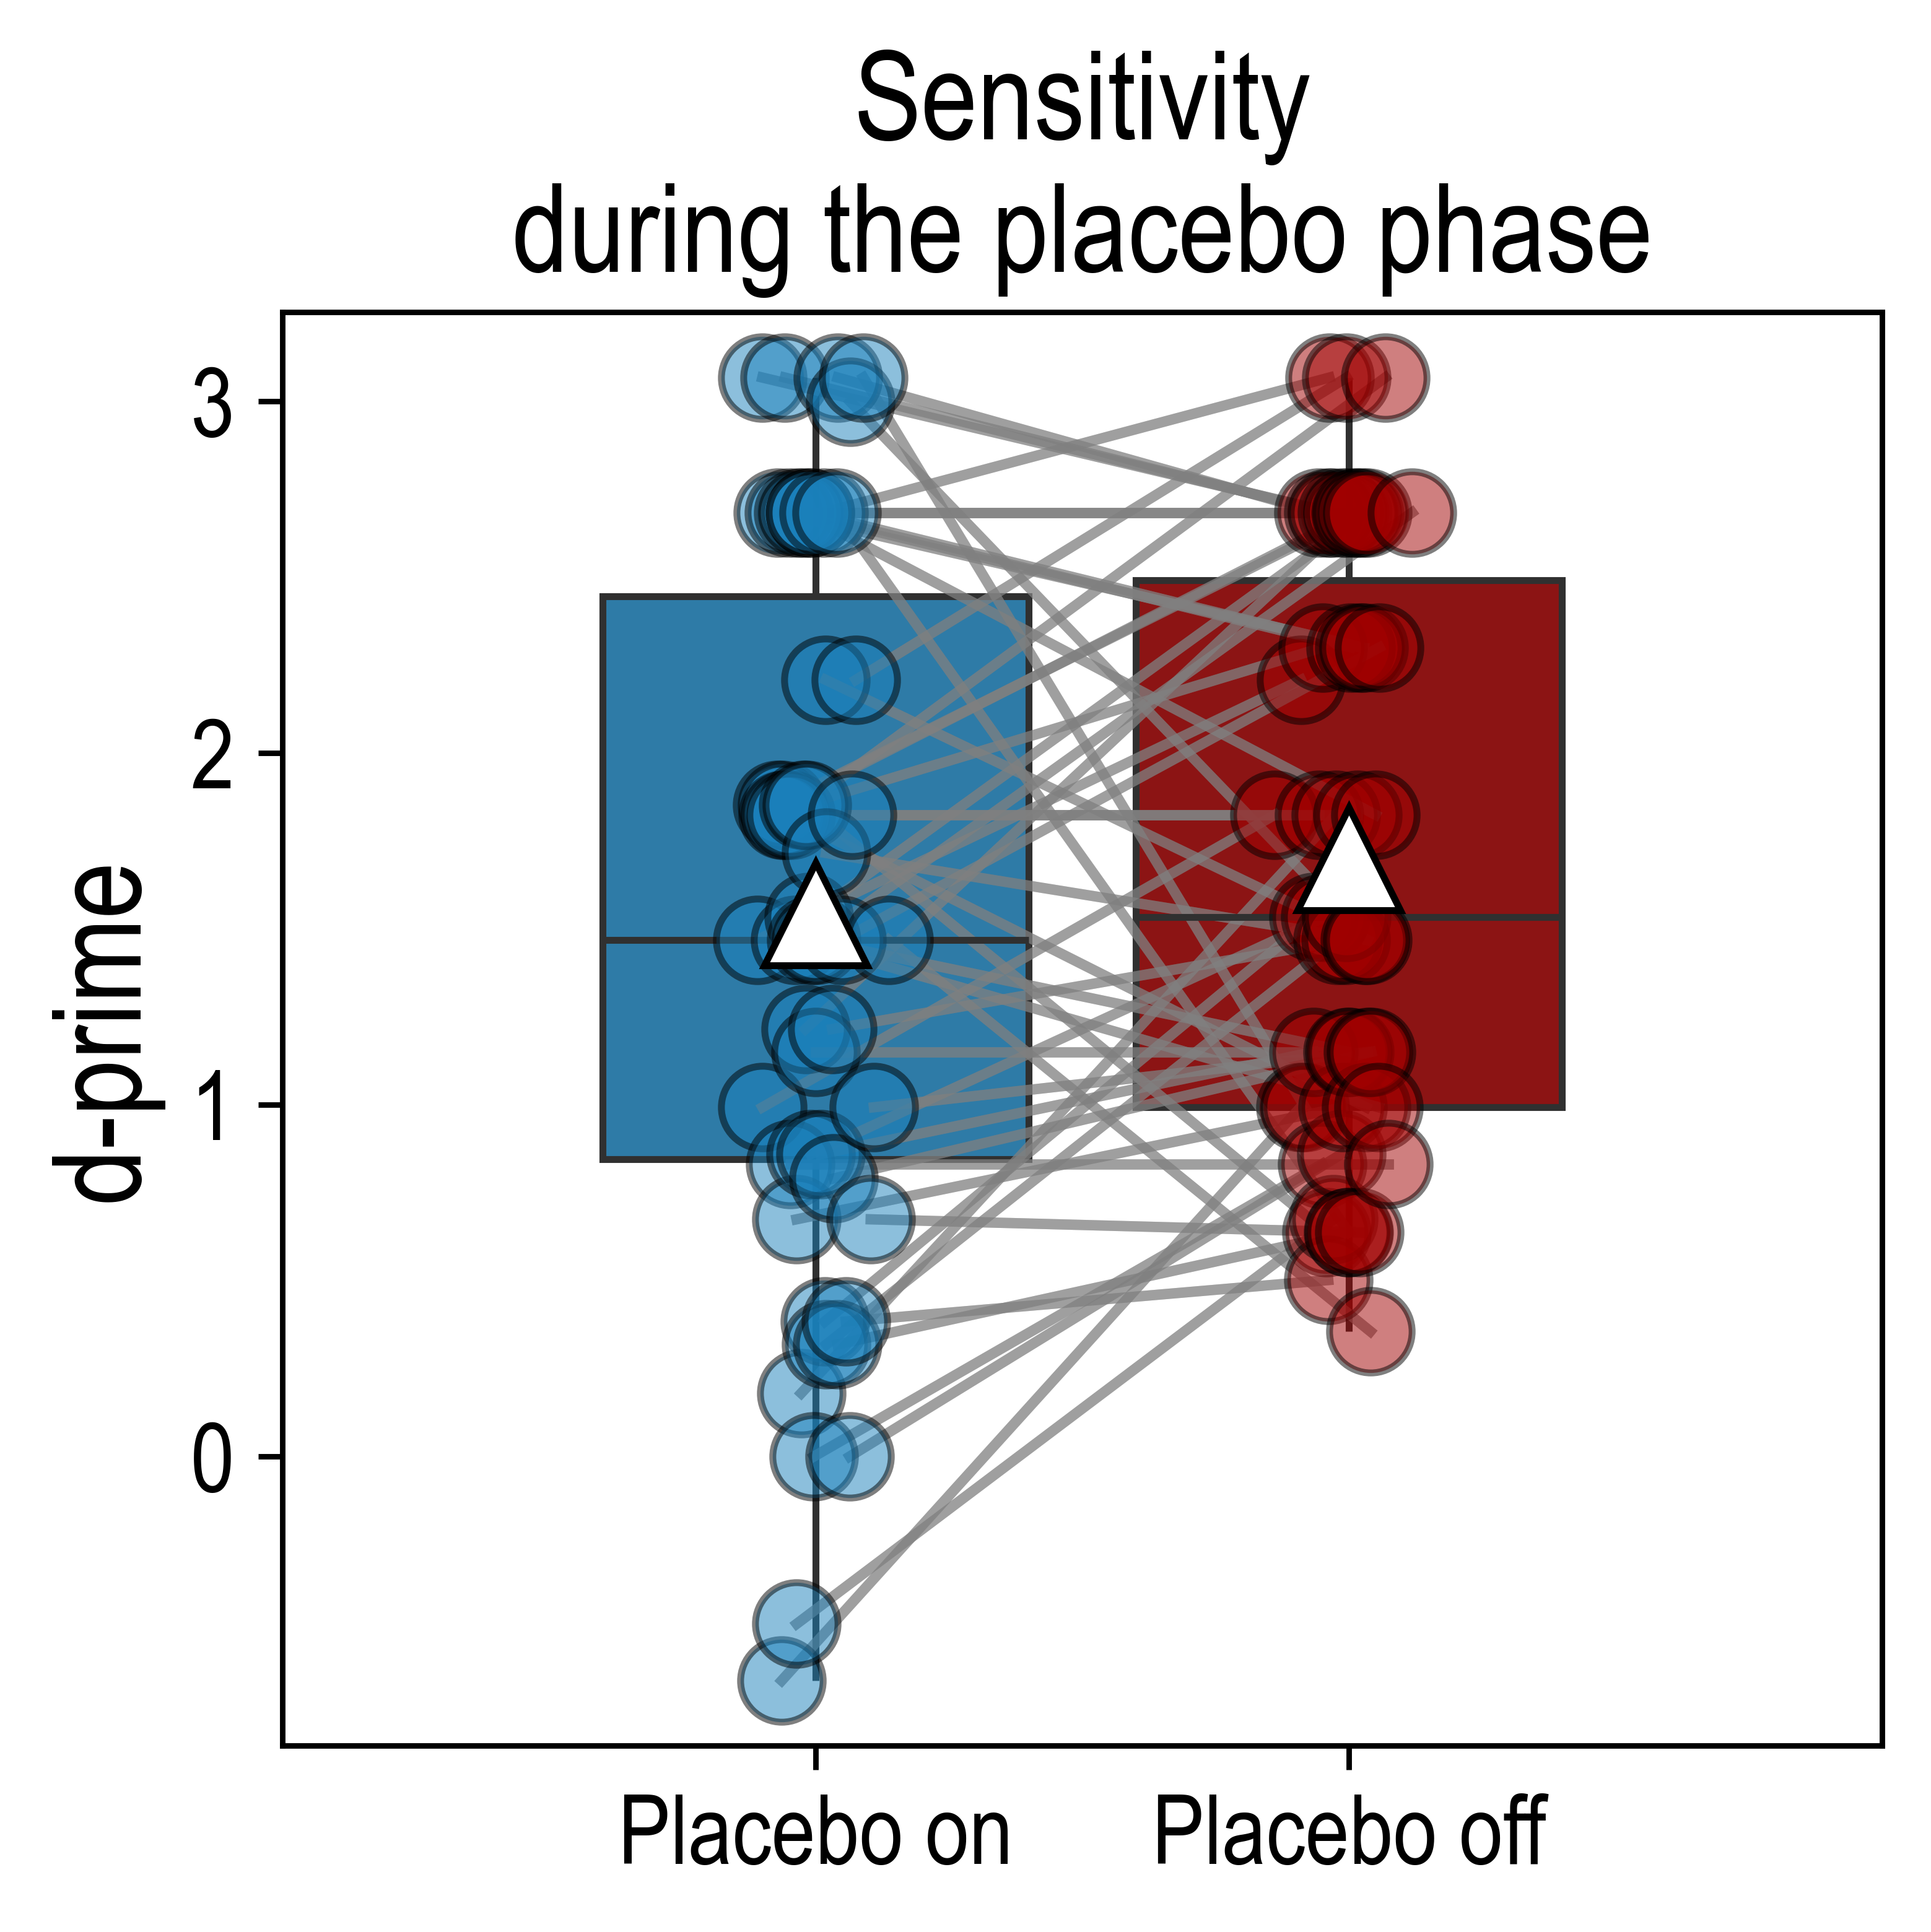 Sensitivity
during the placebo phase
d-prime
3
2
1
0
Placebo on
Placebo off